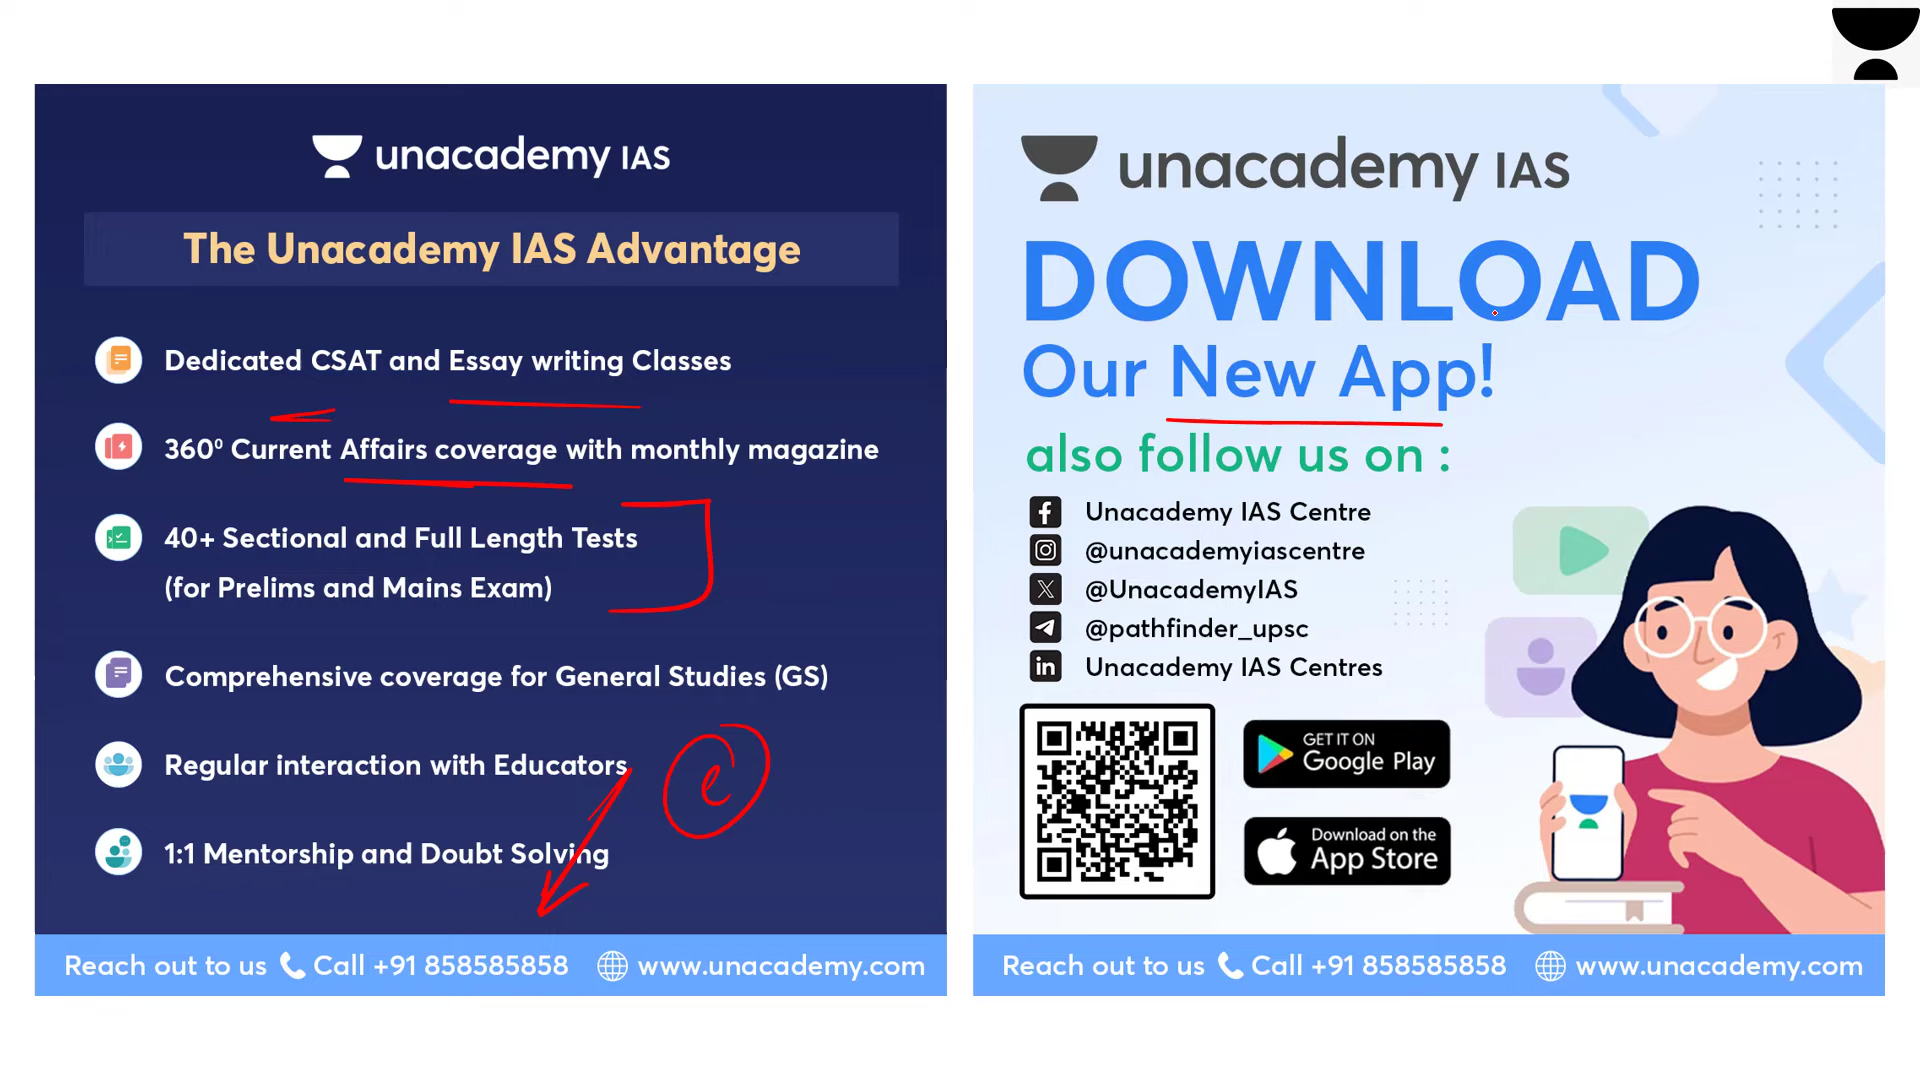 unacademy IAS
The Unacademy IAS Advantage
Dedicated CSAT and Essay writing Classes
360⁰ Current Affairs coverage with monthly magazine
40+ Sectional and Full Length Tests
(for Prelims and Mains Exam)
Comprehensive coverage for General Studies (GS)
Regular interaction with Educators
e
1:1 Mentorship and Doubt Solving
Reach out to us Call +91 858585858 www.unacademy.com
unacademy IAS
DOWNLOAD
Our New App!
also follow us on :
Unacademy IAS Centre
@unacademyiascentre
@UnacademyIAS
@pathfinder_upsc
Unacademy IAS Centres
GET IT ON
Google Play
Download on the
App Store
Reach out to us Call +91 858585858 www.unacademy.com